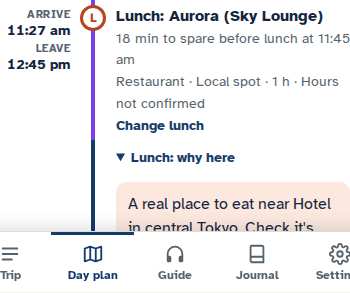 ARRIVE
11:27 am
LEAVE
12:45 pm
L
Lunch: Aurora (Sky Lounge)
18 min to spare before lunch at 11:45
am
Restaurant · Local spot · 1 h · Hours
not confirmed
Change lunch
▼ Lunch: why here
A real place to eat near Hotel
in central Tokyo. Check it's
Trip
Day plan
Guide
Journal
Settin